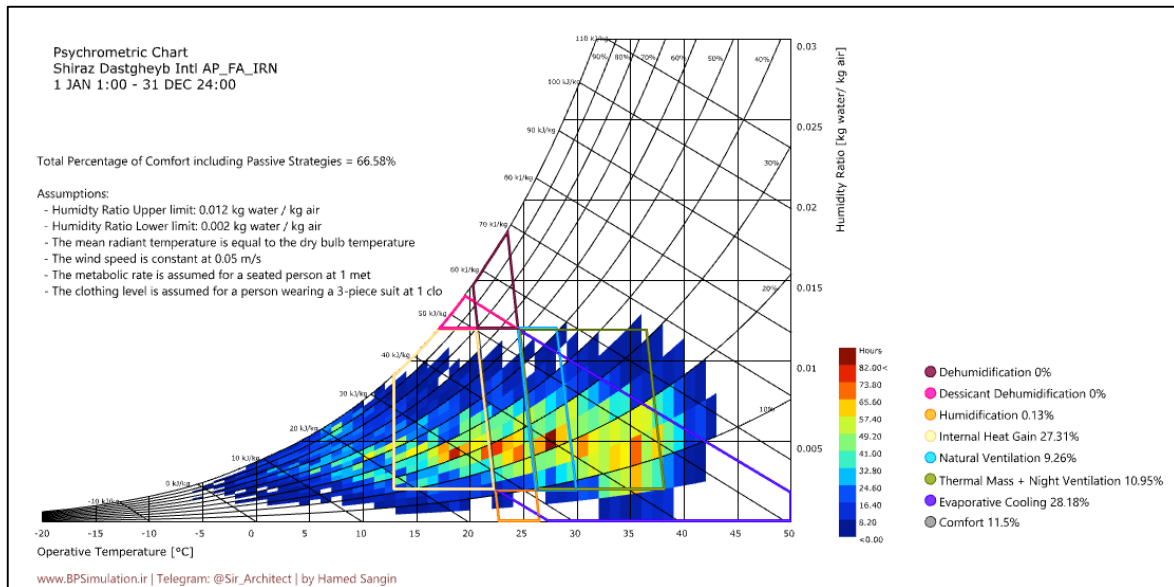 Psychrometric Chart
Shiraz Dastgheyb Intl AP_FA_IRN
1 JAN 1:00 - 31 DEC 24:00
Total Percentage of Comfort including Passive Strategies = 66.58%
Assumptions:
- Humidty Ratio Upper limit: 0.012 kg water / kg air
- Humidity Ratio Lower limit: 0.002 kg water / kg air
- The mean radiant temperature is equal to the dry bulb temperature
- The wind speed is constant at 0.05 m/s
- The metabolic rate is assumed for a seated person at 1 met
- The clothing level is assumed for a person wearing a 3-piece suit at 1 clo
110 kJ/kg
100 kJ/kg
90 kJ/kg
80 kJ/kg
70 kJ/kg
60 kJ/kg
50 kJ/kg
40 kJ/kg
30 kJ/kg
20 kJ/kg
10 kJ/kg
0 kJ/kg
-10 kJ/kg
90%
80%
70%
60%
50%
40%
30%
20%
10%
0.03
0.025
0.02
0.015
0.01
0.005
Humidity Ratio [kg water/ kg air]
-20
-15
-10
-5
0
5
10
15
20
25
30
35
40
45
50
Operative Temperature [°C]
Hours
82.00<
73.80
65.60
57.40
49.20
41.00
32.80
24.60
16.40
8.20
<0.00
Dehumidification 0%
Dessicant Dehumidification 0%
Humidification 0.13%
Internal Heat Gain 27.31%
Natural Ventilation 9.26%
Thermal Mass + Night Ventilation 10.95%
Evaporative Cooling 28.18%
Comfort 11.5%
www.BPSimulation.ir | Telegram: @Sir_Architect | by Hamed Sangin